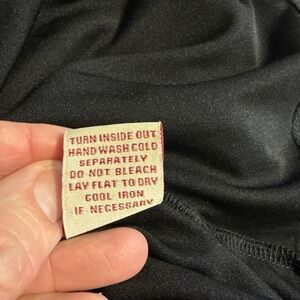 TURN INSIDE OUT
HAND WASH COLD
SEPARATELY
DO NOT BLEACH
LAY FLAT TO DRY
COOL IRON
IF NECESSARY